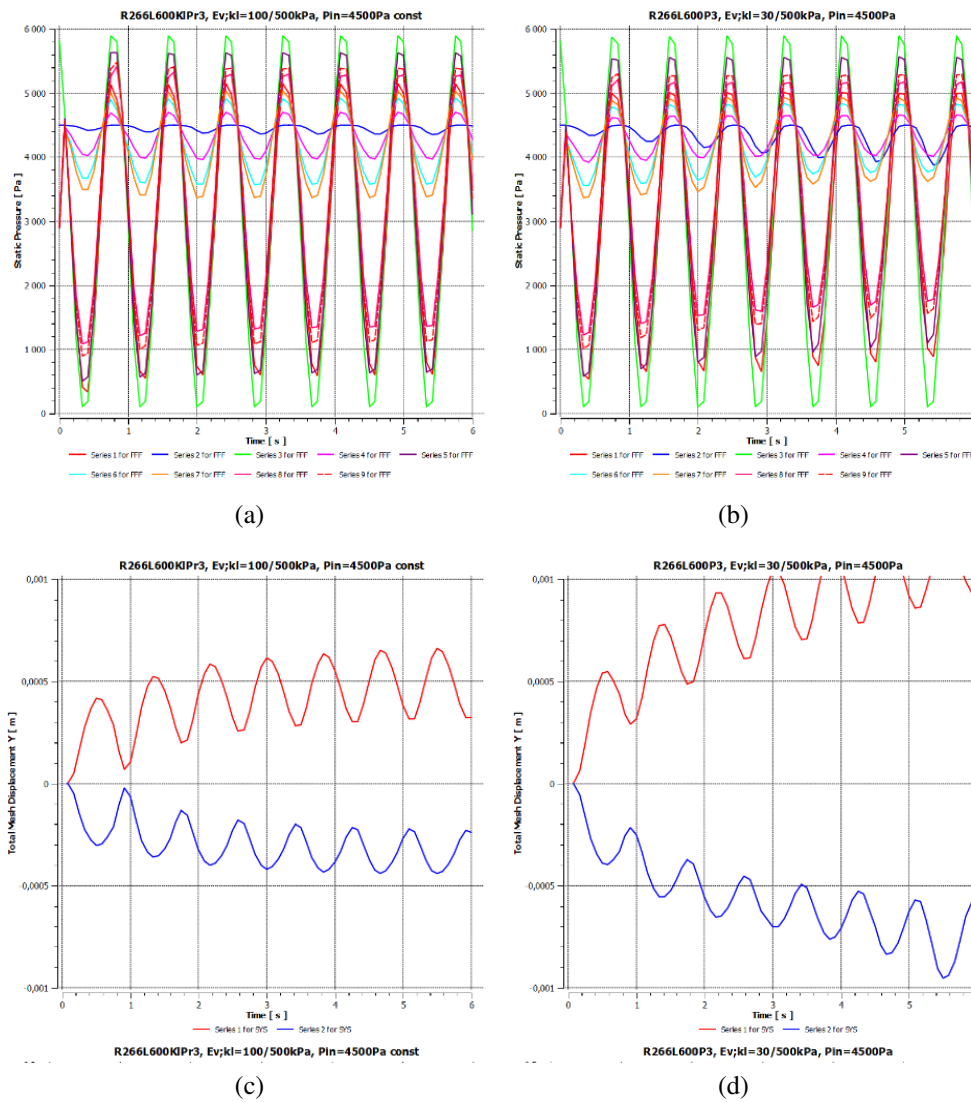 R266L600KlPr3, Ev;kl=100/500kPa, Pin=4500Pa const
6 000
5 000
4 000
3 000
2 000
1 000
0
Static Pressure [ Pa ]
0 1 2 3 4 5 6
Time [ s ]
Series 1 for FFF Series 2 for FFF Series 3 for FFF Series 4 for FFF Series 5 for FFF
Series 6 for FFF Series 7 for FFF Series 8 for FFF Series 9 for FFF
(a)
R266L600P3, Ev;kl=30/500kPa, Pin=4500Pa
6 000
5 000
4 000
3 000
2 000
1 000
0
Static Pressure [ Pa ]
0 1 2 3 4 5
Time [ s ]
Series 1 for FFF Series 2 for FFF Series 3 for FFF Series 4 for FFF Series 5 for FFF
Series 6 for FFF Series 7 for FFF Series 8 for FFF Series 9 for FFF
(b)
R266L600KlPr3, Ev;kl=100/500kPa, Pin=4500Pa const
0,001
0,0005
0
-0,0005
-0,001
Total Mesh Displacement Y [ m ]
0 1 2 3 4 5 6
Time [ s ]
Series 1 for SYS Series 2 for SYS
R266L600KlPr3, Ev;kl=100/500kPa, Pin=4500Pa const
(c)
R266L600P3, Ev;kl=30/500kPa, Pin=4500Pa
0,001
0,0005
0
-0,0005
-0,001
Total Mesh Displacement Y [ m ]
0 1 2 3 4 5
Time [ s ]
Series 1 for SYS Series 2 for SYS
R266L600P3, Ev;kl=30/500kPa, Pin=4500Pa
(d)